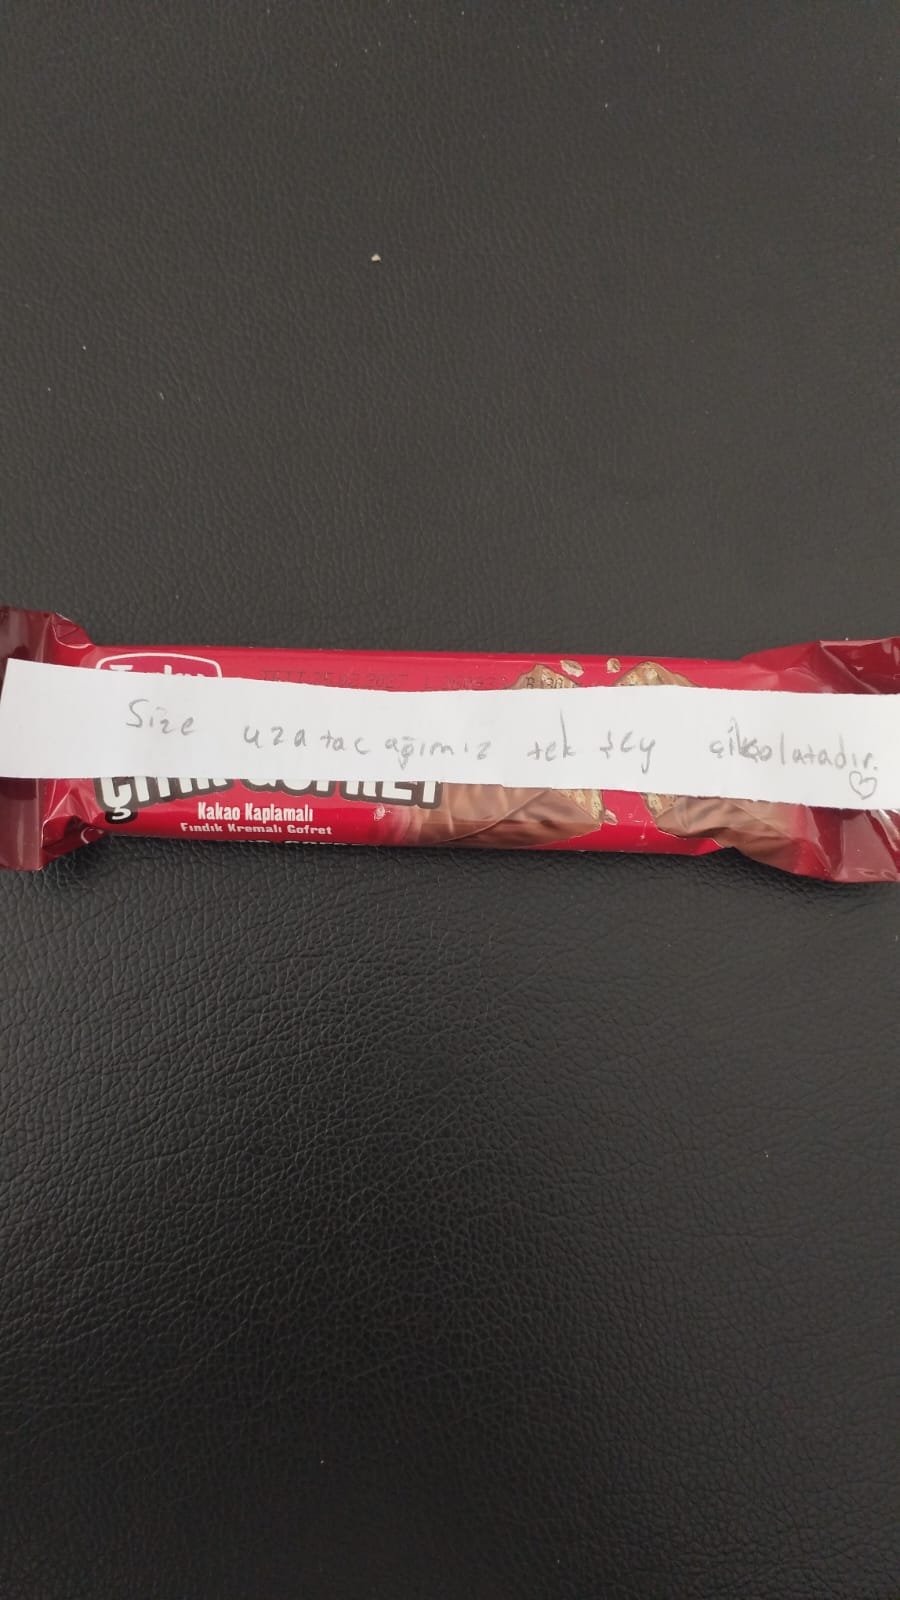 Size uzatacağımız tek şey çikolatadır.
Kakao Kaplamalı
Fındık Kremalı Gofret